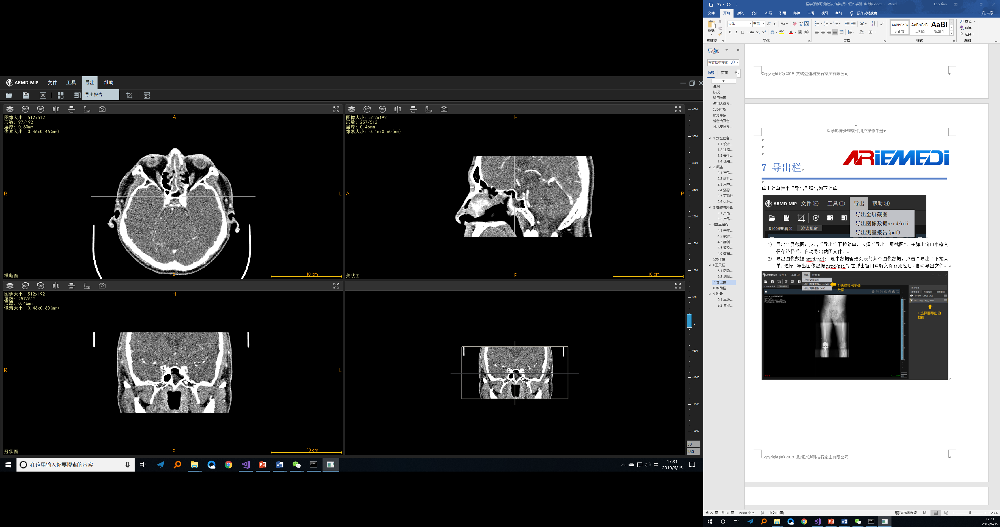 ARMD-MIP 文件 工具 导出 帮助
导出报告
图像大小: 512x512
层数: 97/192
层厚: 0.60mm
像素大小: 0.46x0.46(mm)
A
R
L
P
横断面
10 cm
图像大小: 512x192
层数: 257/512
层厚: 0.46mm
像素大小: 0.46x0.60(mm)
H
A
P
F
矢状面
10 cm
图像大小: 512x192
层数: 257/512
层厚: 0.46mm
像素大小: 0.46x0.60(mm)
H
R
L
F
冠状面
10 cm
4000
3500
3000
2500
2000
1500
1000
500
0
-500
-1000
-1500
-2000
50
250
在这里输入你要搜索的内容
中
17:31
2019/6/15
医学影像可视化分析系统用户操作手册-修改版.docx - Word
Leo tian
文件 开始 插入 设计 布局 引用 邮件 审阅 视图 帮助 操作说明搜索 共享
粘贴
剪贴板
宋体 五号
字体
段落
AaBbCcDi AaBbCcD AaBl
正文 无间隔 标题 1
样式
查找
替换
选择
编辑
导航
在文档中搜索
标题 页面
说明
版权
适用范围
使用人群及...
知识产权
服务承诺
销售商及售...
技术支持及...
1 安全信息...
1.1 设计...
1.2 注意...
1.3 安全...
1.4 使用...
2 概述
2.1 产品...
2.2 软件...
2.3 用户...
2.4 消息
2.5 可靠性
2.6 运行...
3 安装与卸载
3.1 产品...
3.2 产品...
4基本操作
4.1 基本...
4.2 软件...
4.3 病例...
4.5 渲染...
4.6 数据...
5文件栏
6工具栏
6.1 图像...
6.2 测量...
7 导出栏
8 帮助栏
9 附录
9.1 本说...
9.2 专业...
Copyright (©) 2019 艾瑞迈迪科技石家庄有限公司
医学影像处理软件用户操作手册
ARiEMEDi
7 导出栏
单击菜单栏中“导出”弹出如下菜单
ARMD-MIP 文件(F) 工具(T) 导出 帮助(H)
导出全屏截图
导出图像数据nrrd/nii
导出测量报告(pdf)
DICOM查看器 渲染视窗
1) 导出全屏截图: 点击“导出”下拉菜单, 选择“导出全屏截图”, 在弹出窗口中输入
保存路径后, 自动导出截图文件。
2) 导出图像数据nrrd/nii: 选中数据管理列表的某个图像数据, 点击“导出”下拉菜
单, 选择“导出图像数据nrrd/nii”, 在弹出窗口中输入保存路径后, 自动导出文件。
ARMD-MIP 文件(F) 工具(T) 导出 帮助(H)
导出全屏截图
导出图像数据nrrd/nii
导出测量报告(pdf)
2.选择导出图像
数据
Ortho Long Leg
1.选择要导出的
数据
Copyright (©) 2019 艾瑞迈迪科技石家庄有限公司
第 27 页, 共 31 页 6888 个字 中文(中国) 显示器设置 123%
17:31
2019/6/15